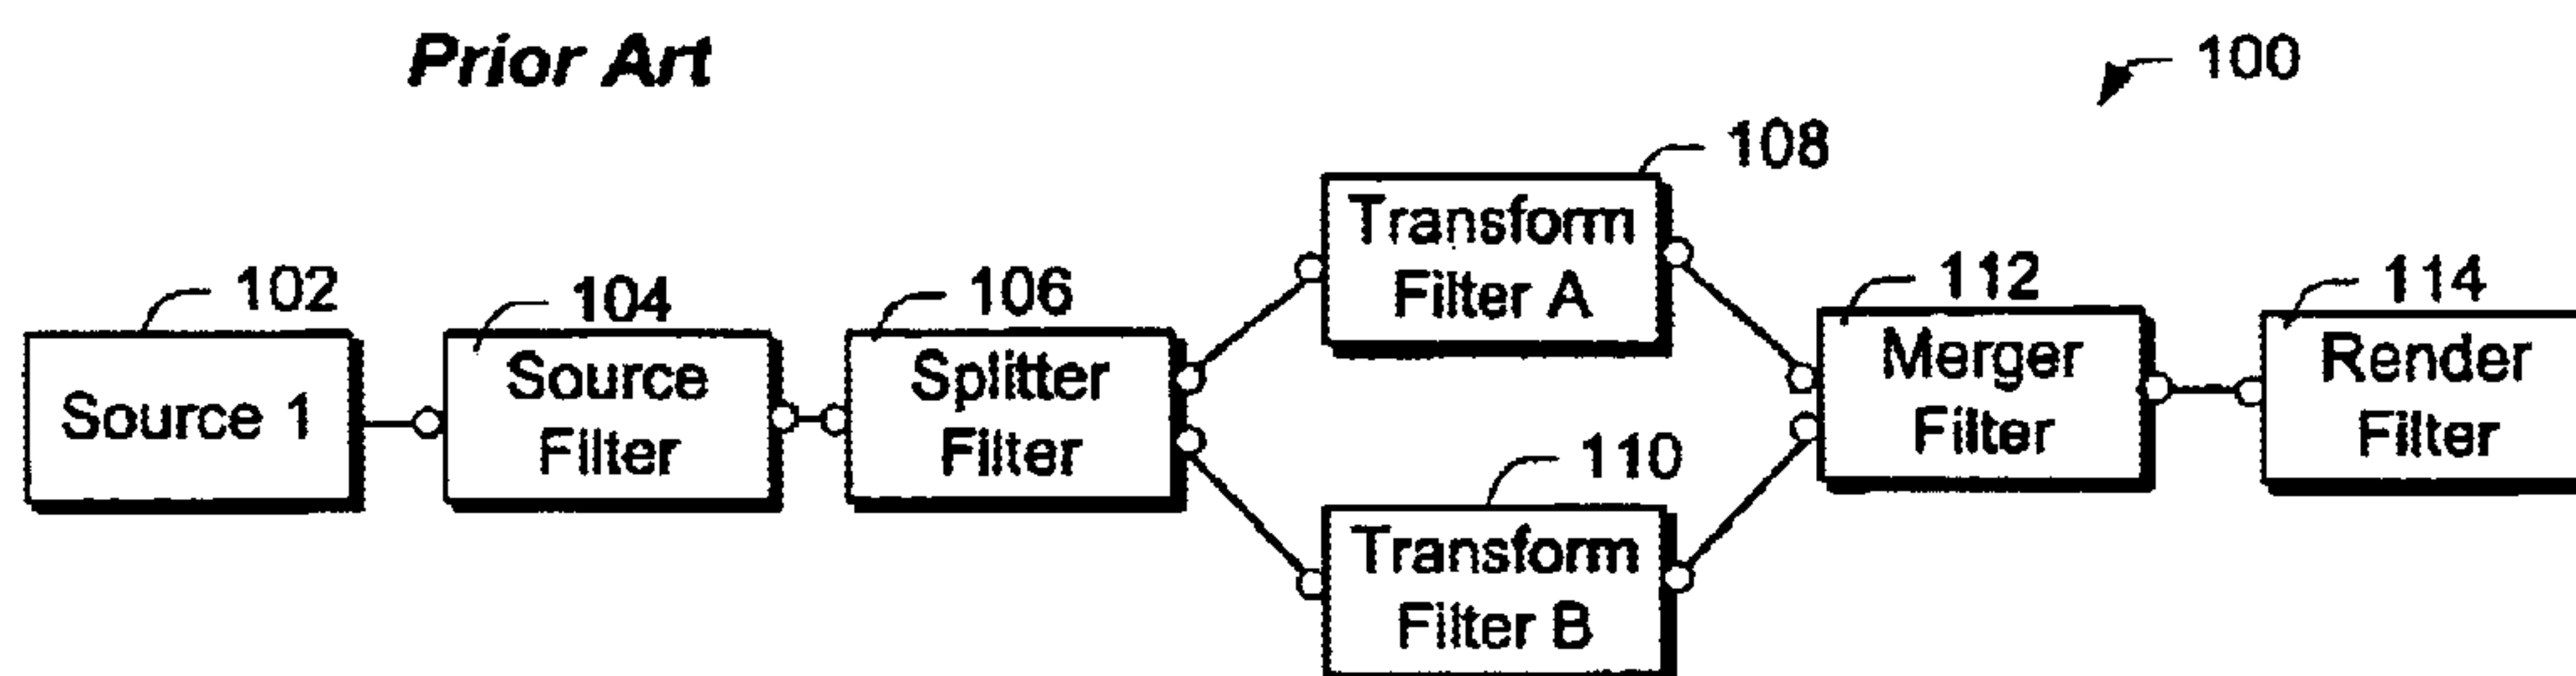 Prior Art
100
108
Transform
Filter A
102
Source 1
104
Source
Filter
106
Splitter
Filter
110
Transform
Filter B
112
Merger
Filter
114
Render
Filter